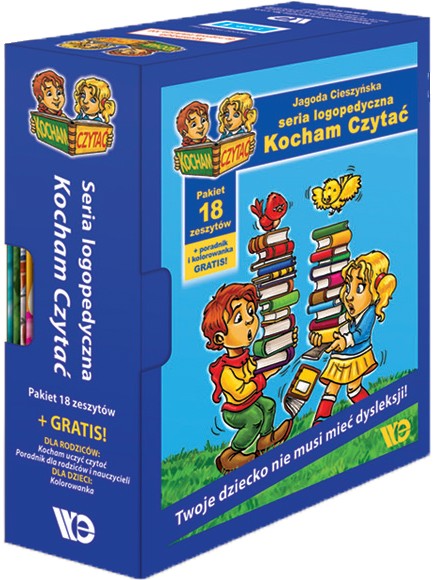 KOCHAM CZYTAĆ
Seria logopedyczna
Kocham Czytać
Pakiet 18 zeszytów
+ GRATIS!
DLA RODZICÓW:
Kocham uczyć czytać
Poradnik dla rodziców i nauczycieli
DLA DZIECI:
Kolorowanka
we
KOCHAM CZYTAĆ
Jagoda Cieszyńska
seria logopedyczna
Kocham Czytać
Pakiet
18
zeszytów
+ poradnik
i kolorowanka
GRATIS!
Twoje dziecko nie musi mieć dysleksji!
we